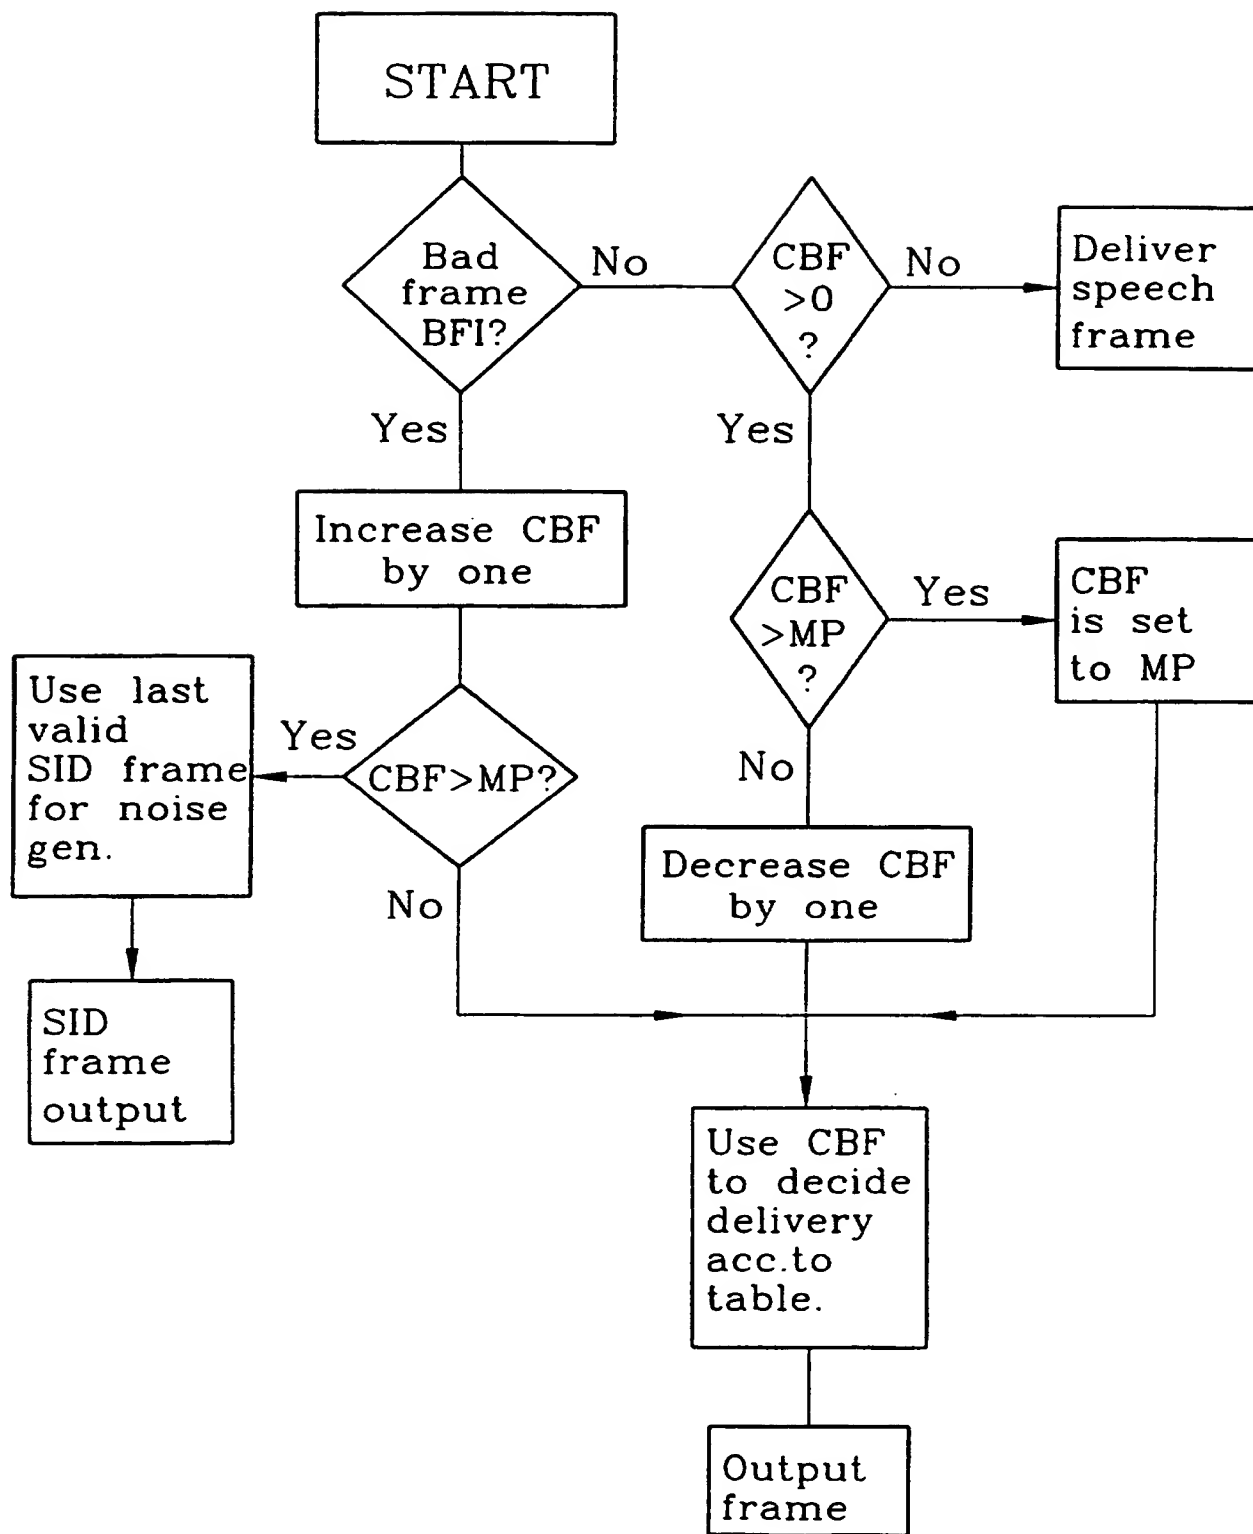 START
Bad
frame
BFI?
No
CBF
>0
?
No
Deliver
speech
frame
Yes
Yes
Increase CBF
by one
CBF
>MP
?
Yes
CBF
is set
to MP
Use last
valid
SID frame
for noise
gen.
Yes
CBF>MP?
No
No
Decrease CBF
by one
SID
frame
output
Use CBF
to decide
delivery
acc.to
table.
Output
frame